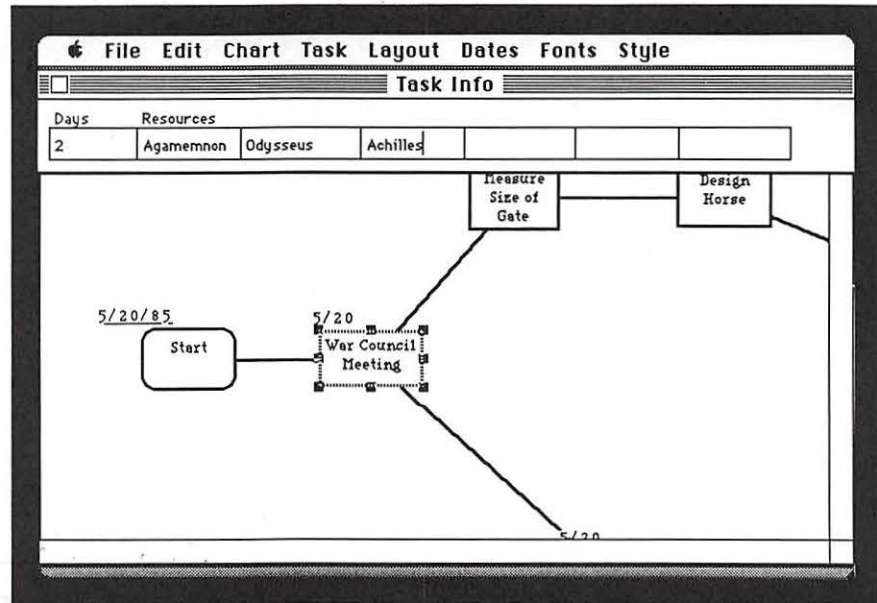 File Edit Chart Task Layout Dates Fonts Style
Task Info
Days Resources
2 Agamemnon Odysseus Achilles
Measure
Size of
Gate
Design
Horse
5/20/85
Start
5/20
War Council
Meeting
5/20